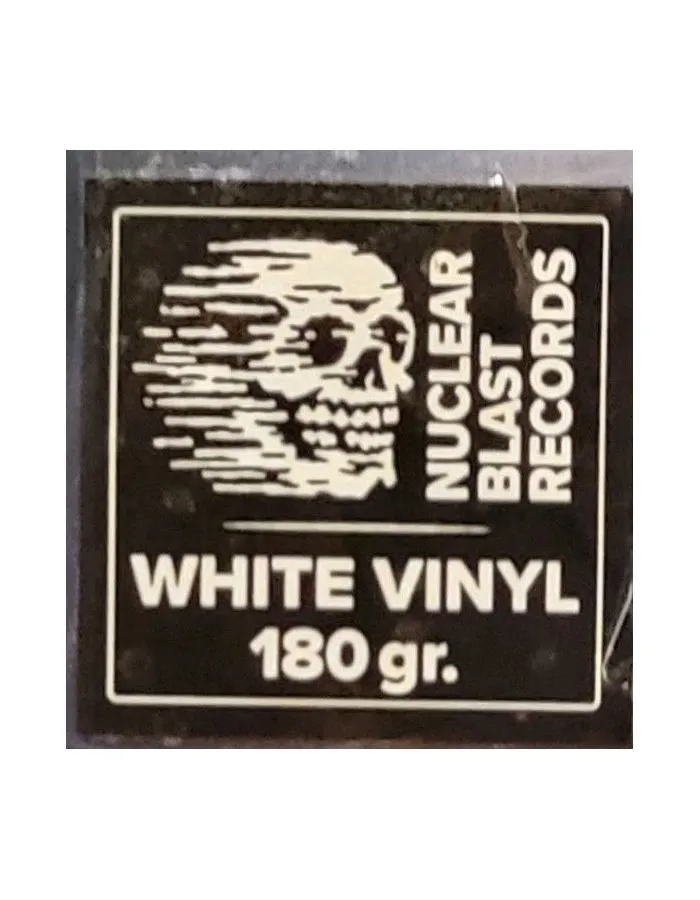 NUCLEAR
BLAST
RECORDS
WHITE VINYL
180 gr.